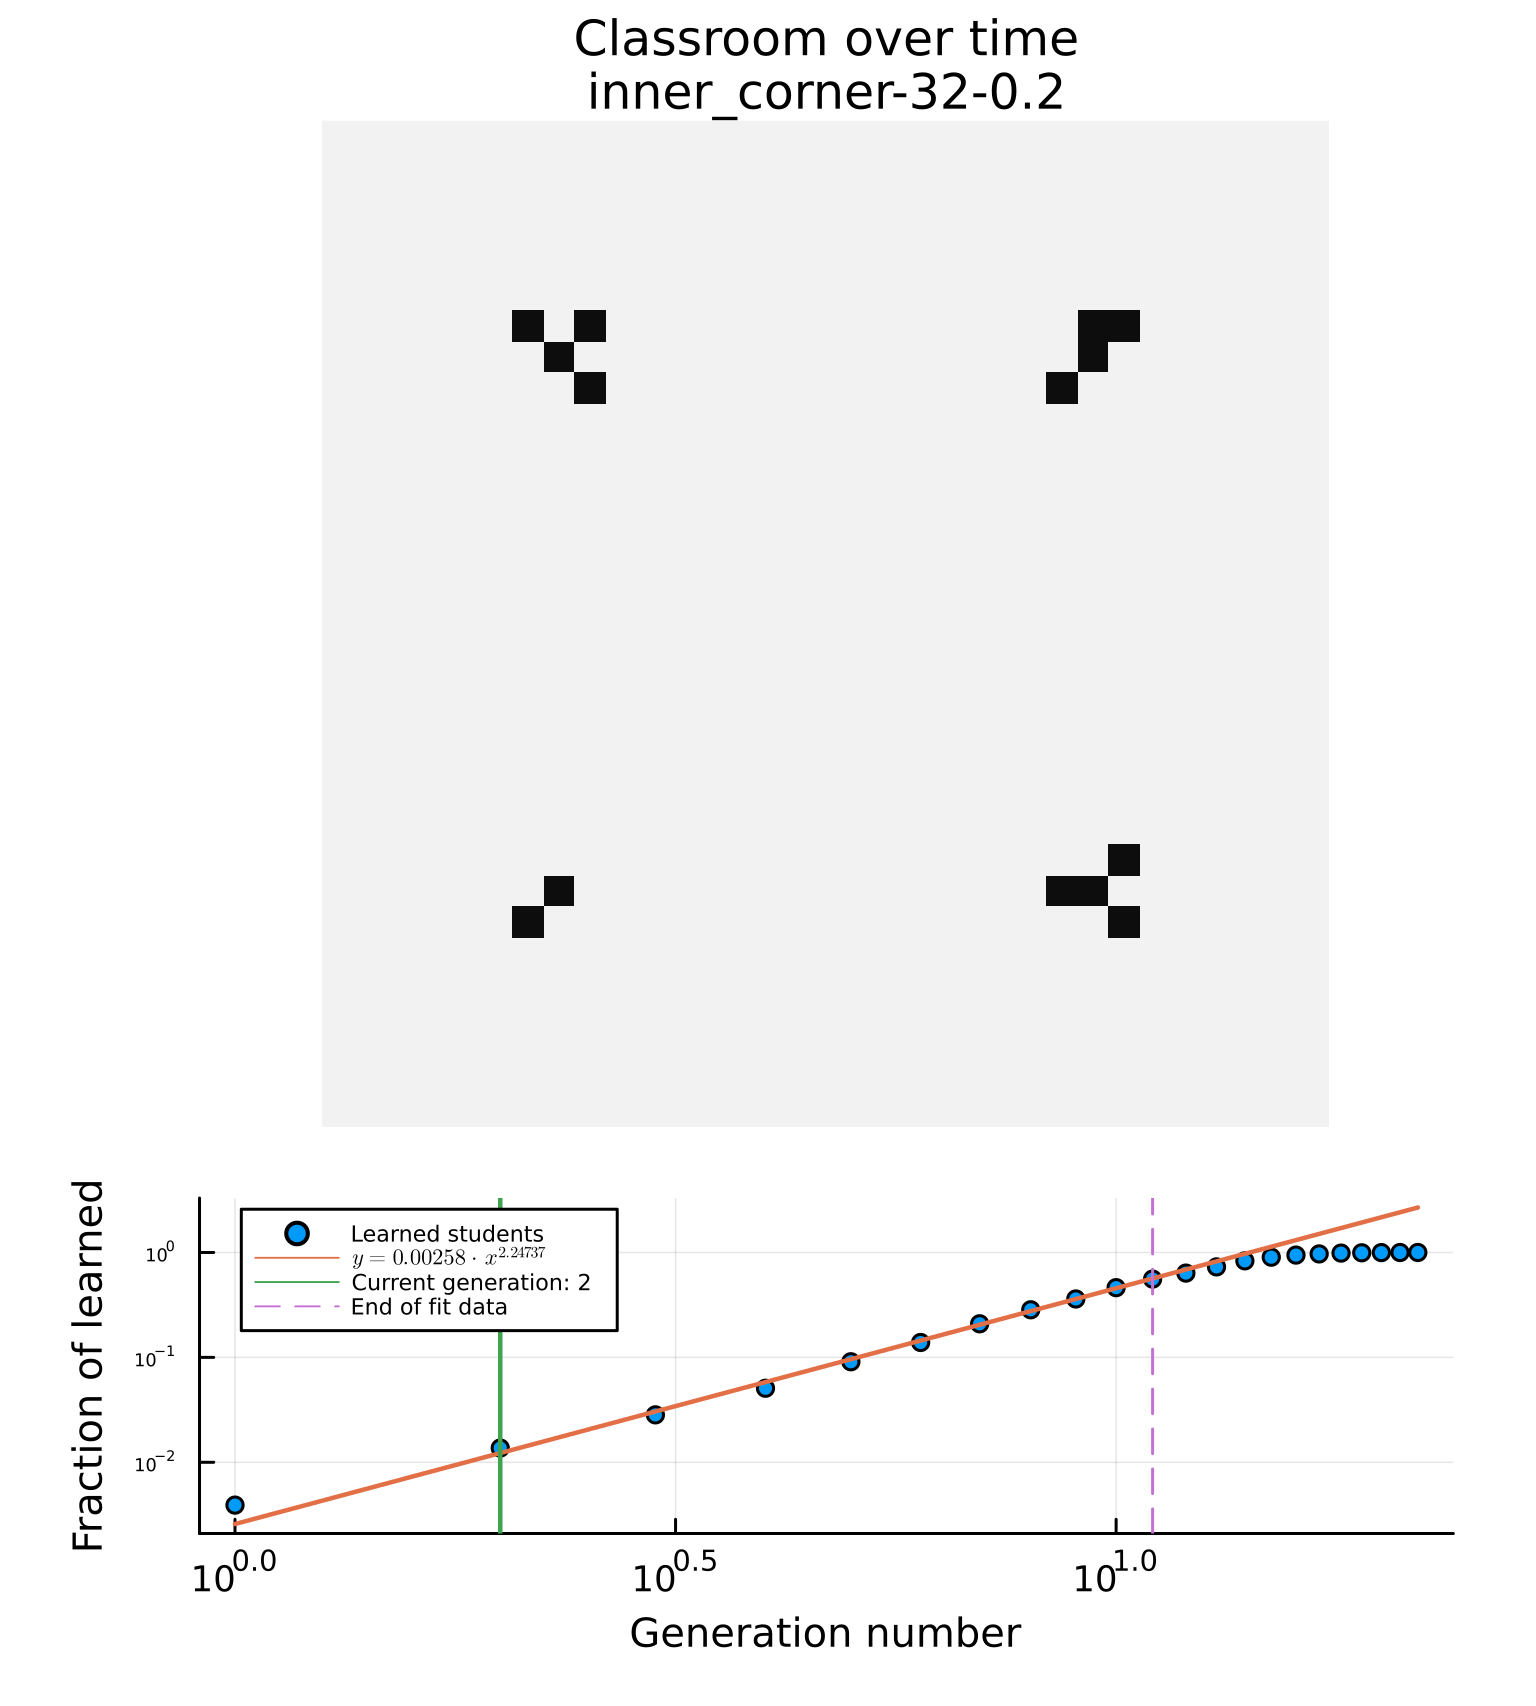 Classroom over time
inner_corner-32-0.2
Fraction of learned
10^0
10^−1
10^−2
Learned students
y = 0.00258 · x^2.24737
Current generation: 2
End of fit data
10^0.0
10^0.5
10^1.0
Generation number